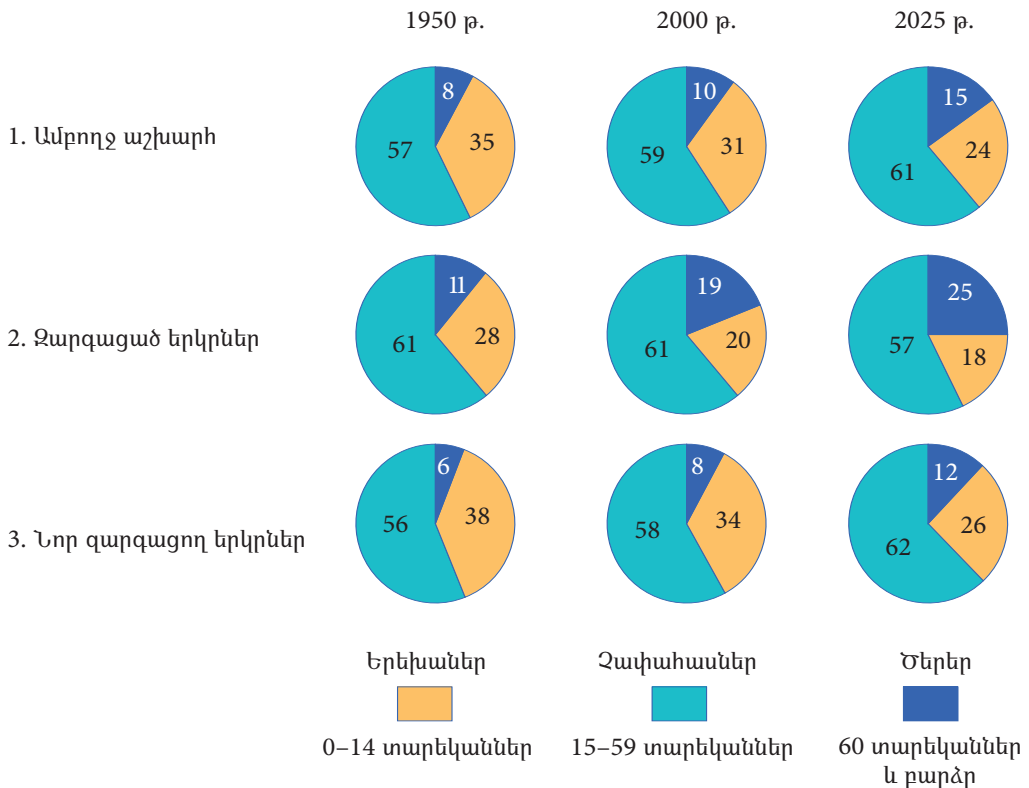 1950 թ. 2000 թ. 2025 թ.
1. Ամբողջ աշխարհ
8 35 57
10 31 59
15 24 61
2. Զարգացած երկրներ
11 28 61
19 20 61
25 18 57
3. Նոր զարգացող երկրներ
6 38 56
8 34 58
12 26 62
Երեխաներ Չափահասներ Ծերեր
0–14 տարեկաններ 15–59 տարեկաններ 60 տարեկաններ
և բարձր